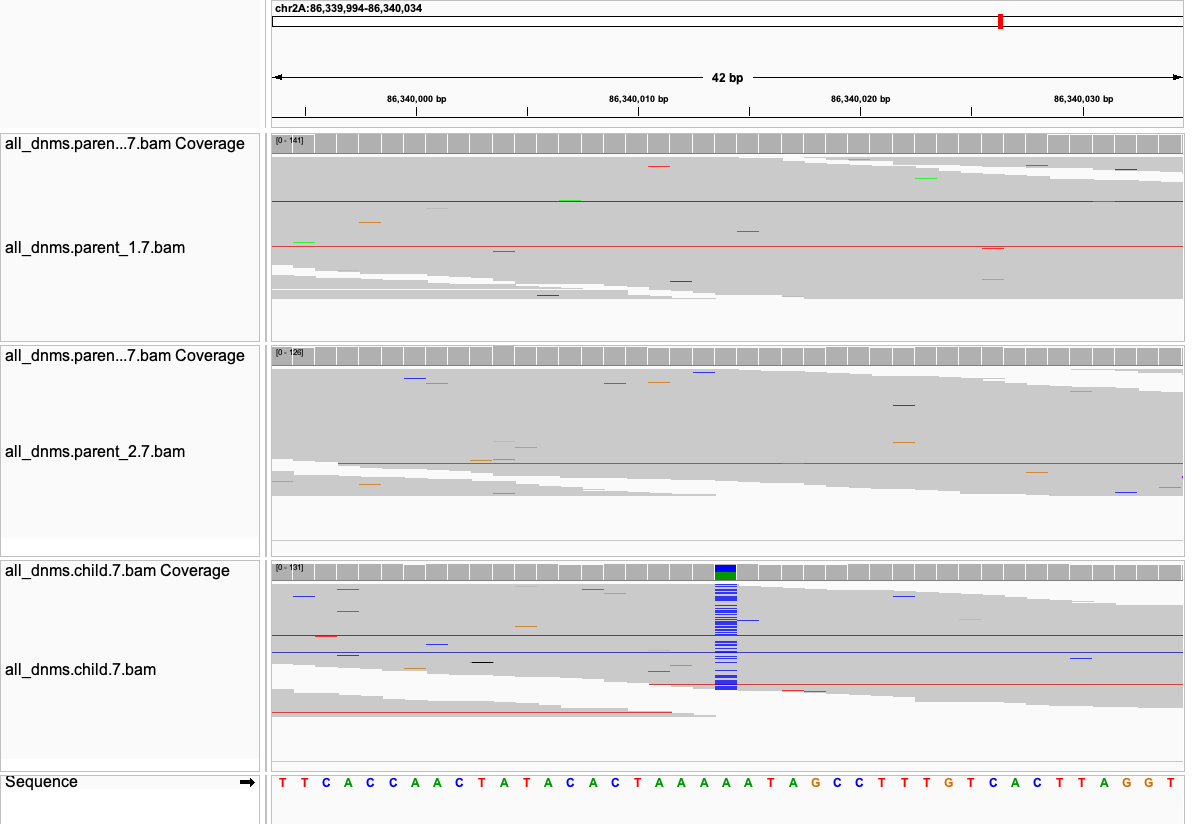 chr2A:86,339,994-86,340,034
42 bp
86,340,000 bp 86,340,010 bp 86,340,020 bp 86,340,030 bp
all_dnms.paren...7.bam Coverage
[0 - 141]
all_dnms.parent_1.7.bam
all_dnms.paren...7.bam Coverage
[0 - 126]
all_dnms.parent_2.7.bam
all_dnms.child.7.bam Coverage
[0 - 131]
all_dnms.child.7.bam
Sequence T T C A C C A A C T A T A C A C T A A A A A T A G C C T T T G T C A C T T A G G T